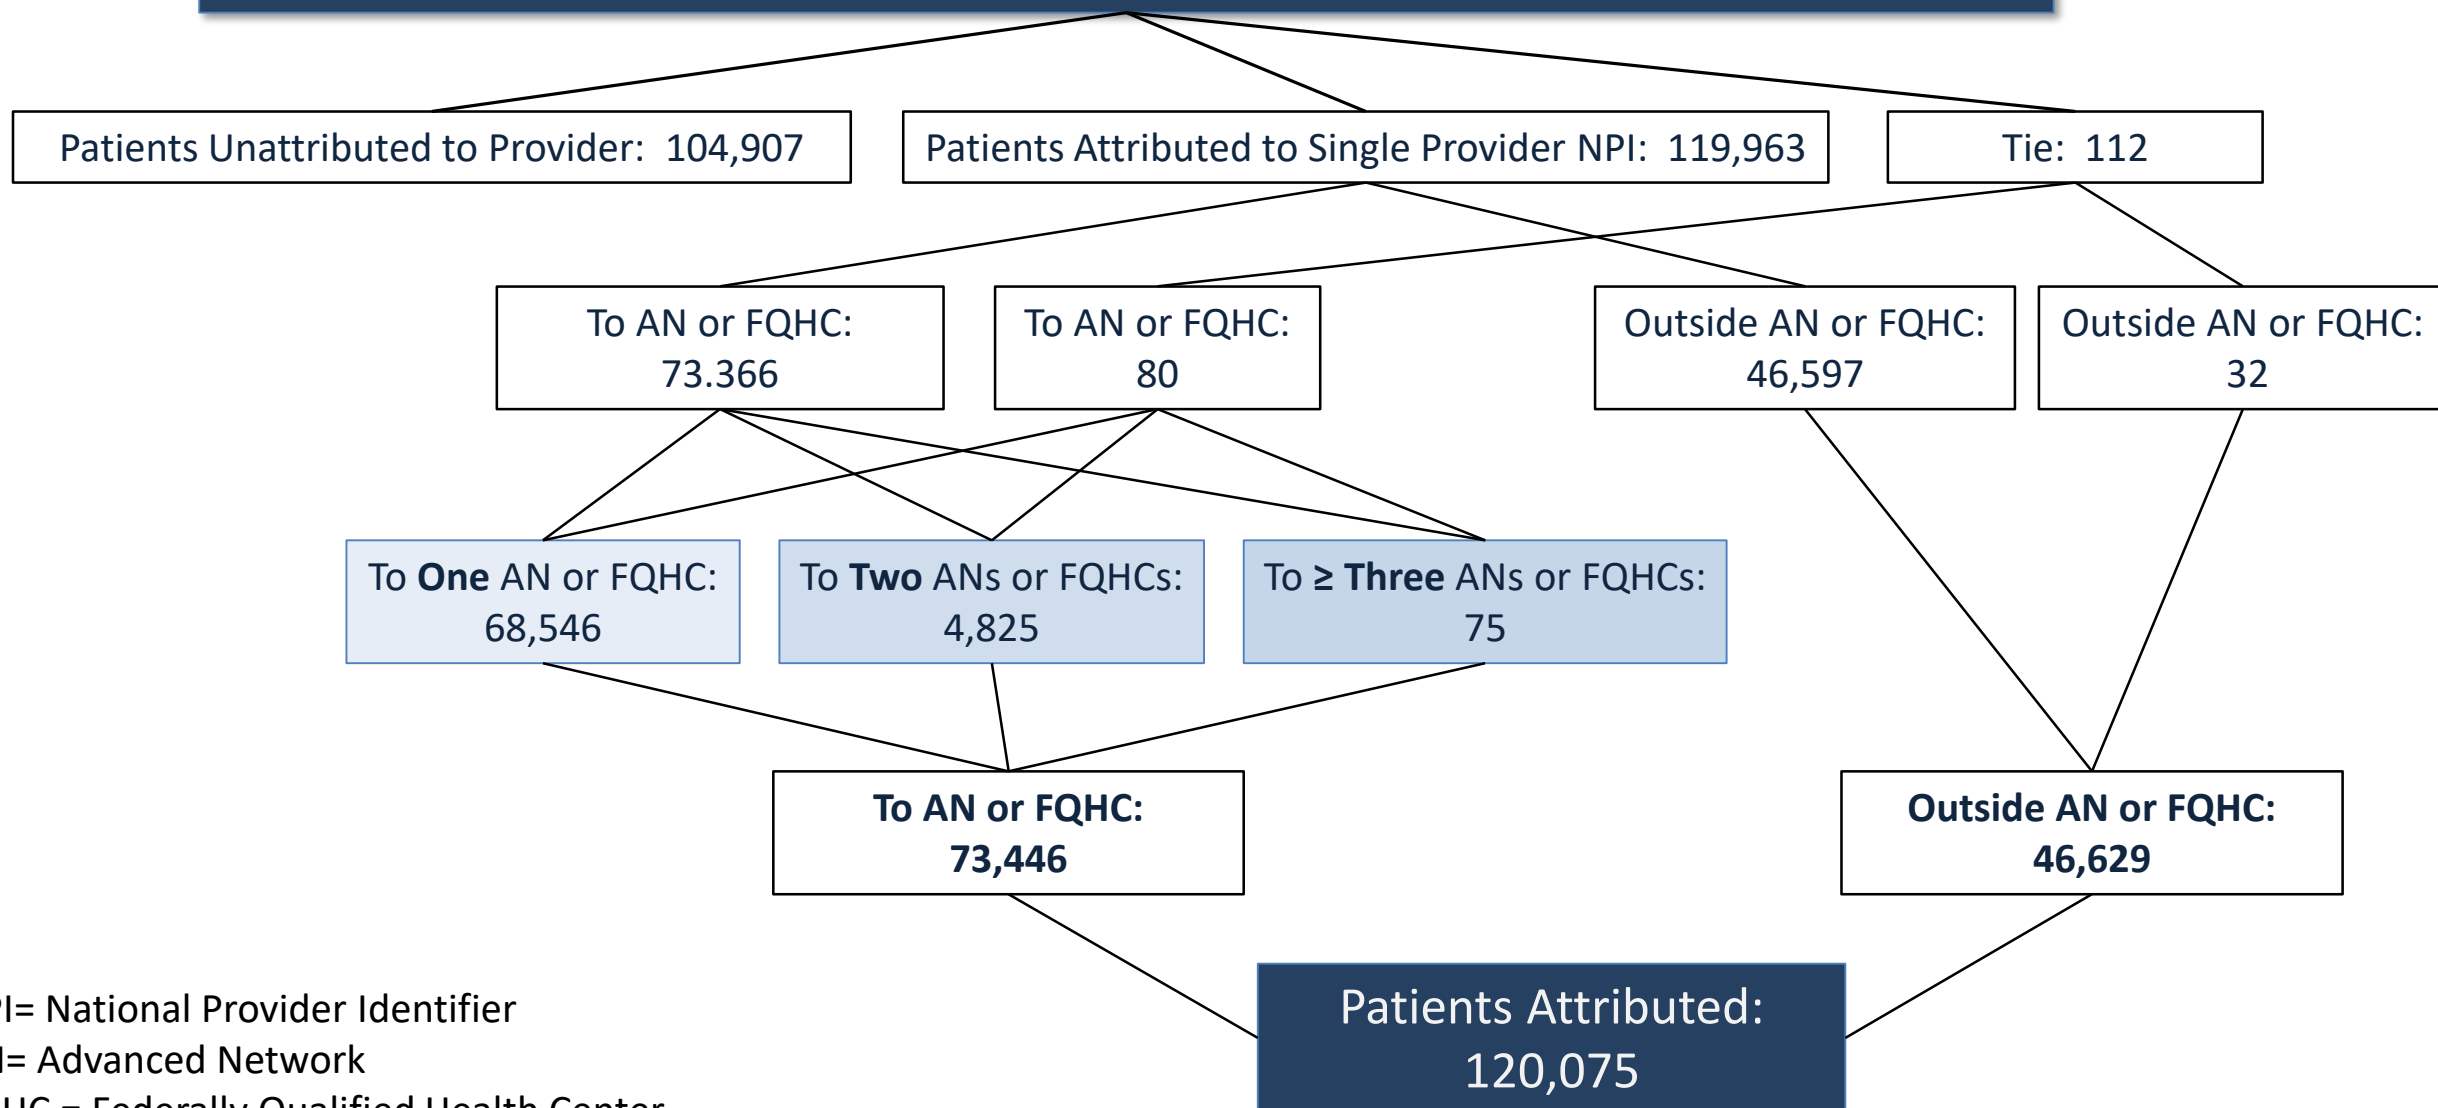 Patients Unattributed to Provider: 104,907
Patients Attributed to Single Provider NPI: 119,963
Tie: 112
To AN or FQHC:
73.366
To AN or FQHC:
80
Outside AN or FQHC:
46,597
Outside AN or FQHC:
32
To One AN or FQHC:
68,546
To Two ANs or FQHCs:
4,825
To ≥ Three ANs or FQHCs:
75
To AN or FQHC:
73,446
Outside AN or FQHC:
46,629
Patients Attributed:
120,075
= National Provider Identifier
= Advanced Network
= Federally Qualified Health Center